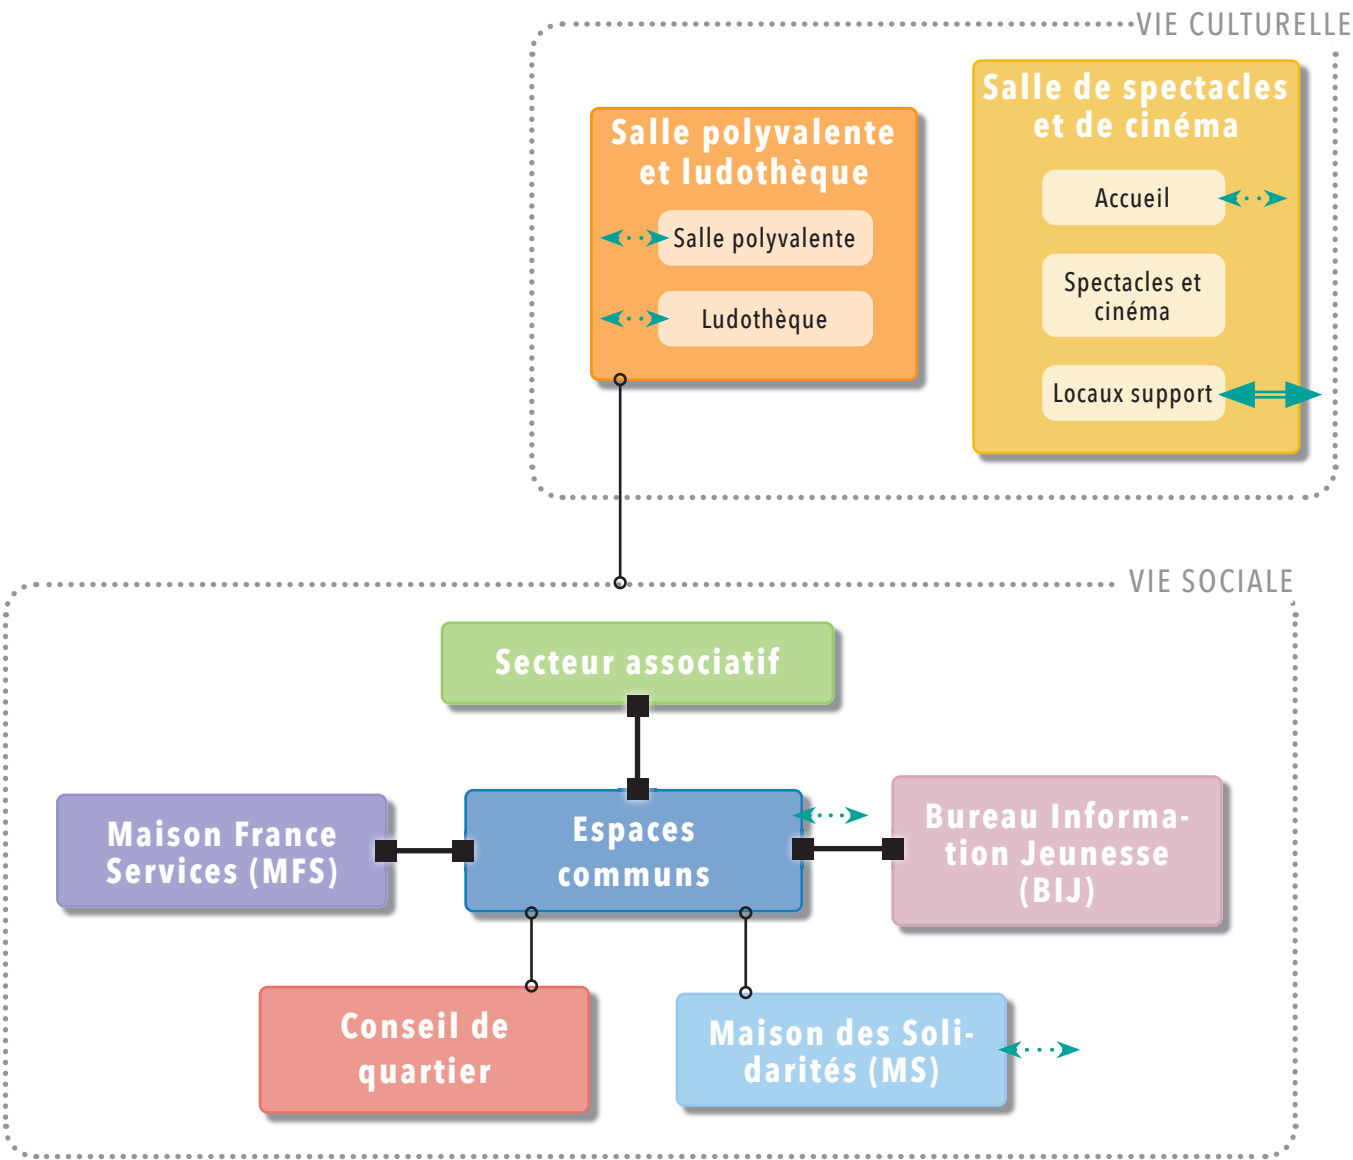 VIE CULTURELLE
Salle polyvalente
et ludothèque
Salle polyvalente
Ludothèque
Salle de spectacles
et de cinéma
Accueil
Spectacles et
cinéma
Locaux support
VIE SOCIALE
Secteur associatif
Maison France
Services (MFS)
Espaces
communs
Bureau Informa-
tion Jeunesse
(BIJ)
Conseil de
quartier
Maison des Soli-
darités (MS)